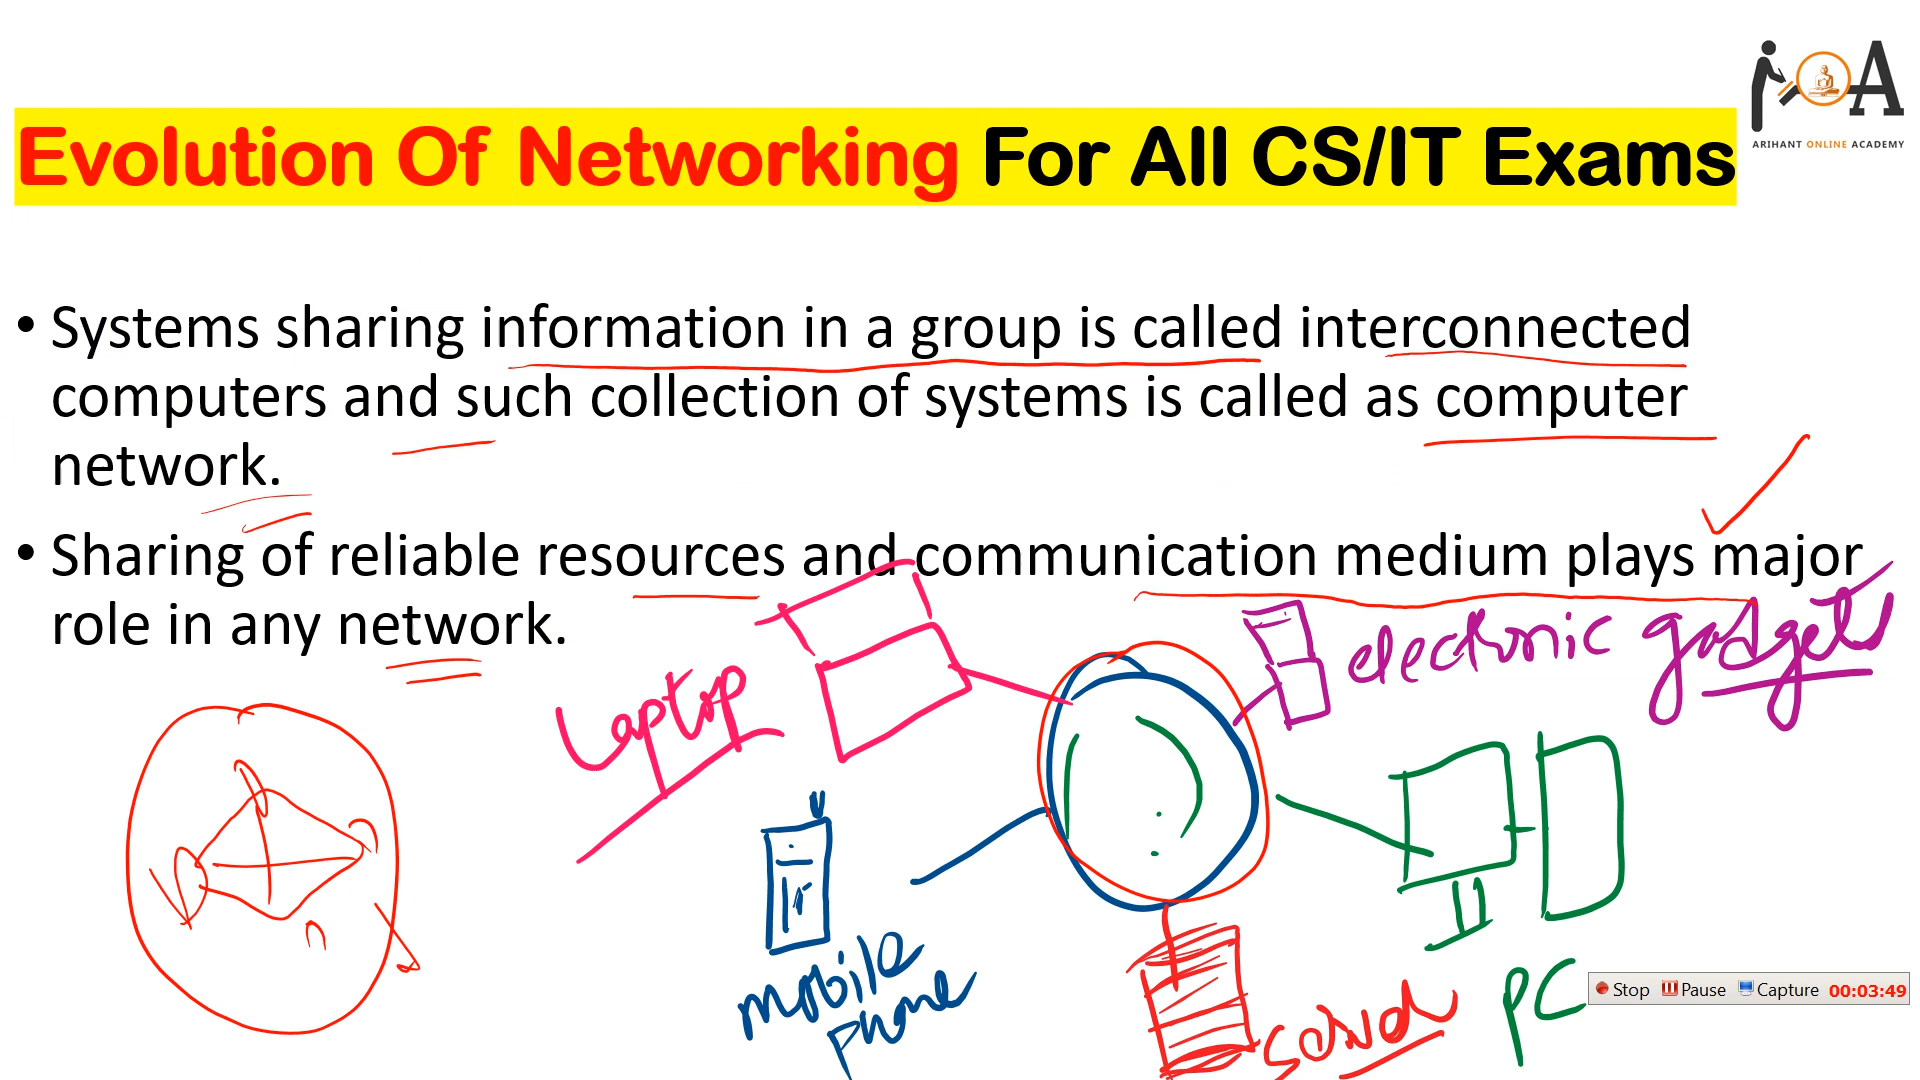 ARIHANT ONLINE ACADEMY
Evolution Of Networking For All CS/IT Exams
• Systems sharing information in a group is called interconnected
computers and such collection of systems is called as computer
network.
• Sharing of reliable resources and communication medium plays major
role in any network.
electronic gadgets
Laptop
mobile
phone
PC
Stop Pause Capture 00:03:49